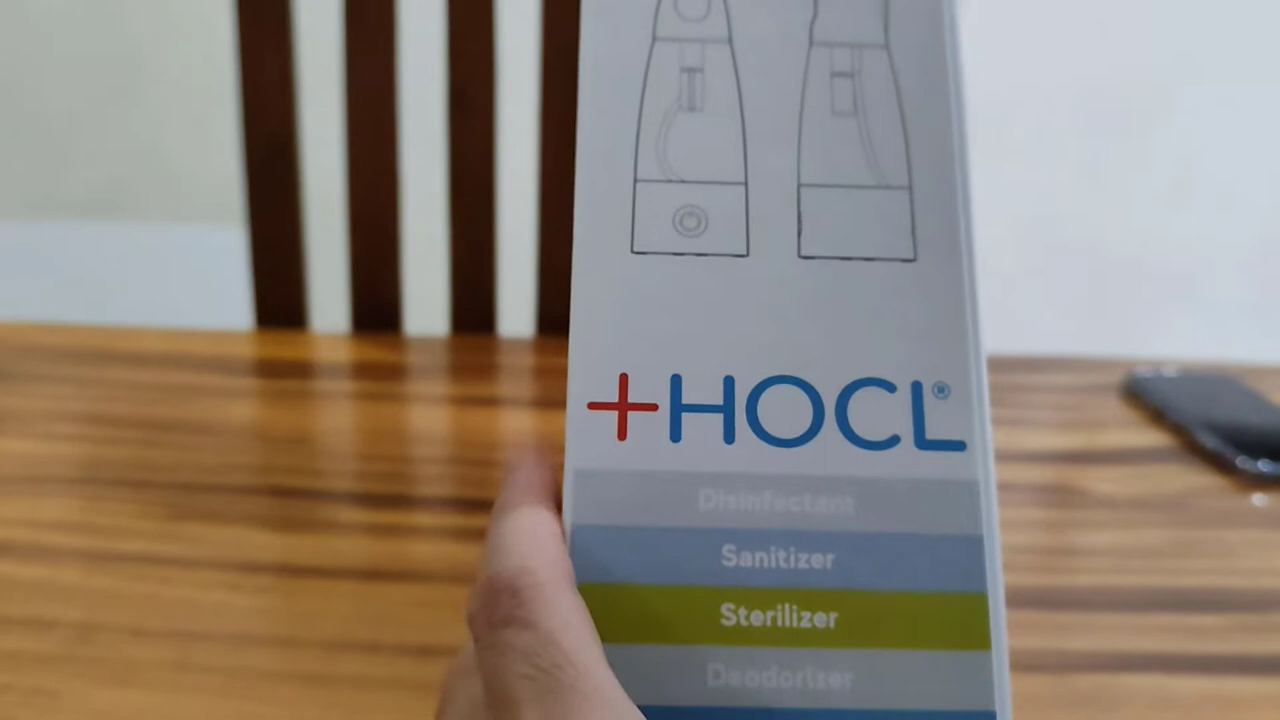 +HOCL®
Disinfectant
Sanitizer
Sterilizer
Deodorizer